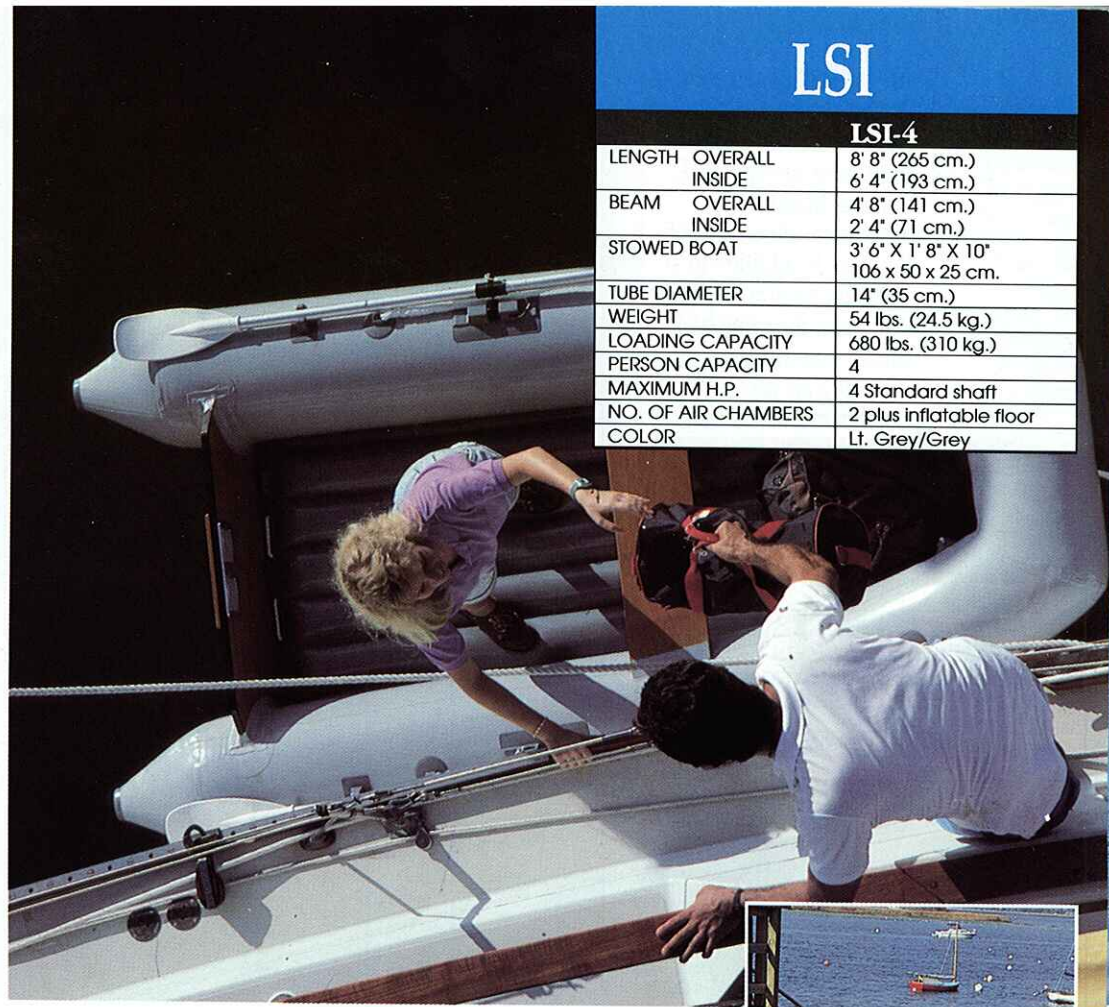 LSI
LSI-4
LENGTH OVERALL 8' 8" (265 cm.)
INSIDE 6' 4" (193 cm.)
BEAM OVERALL 4' 8" (141 cm.)
INSIDE 2' 4" (71 cm.)
STOWED BOAT 3' 6" X 1' 8" X 10"
106 x 50 x 25 cm.
TUBE DIAMETER 14" (35 cm.)
WEIGHT 54 lbs. (24.5 kg.)
LOADING CAPACITY 680 lbs. (310 kg.)
PERSON CAPACITY 4
MAXIMUM H.P. 4 Standard shaft
NO. OF AIR CHAMBERS 2 plus inflatable floor
COLOR Lt. Grey/Grey